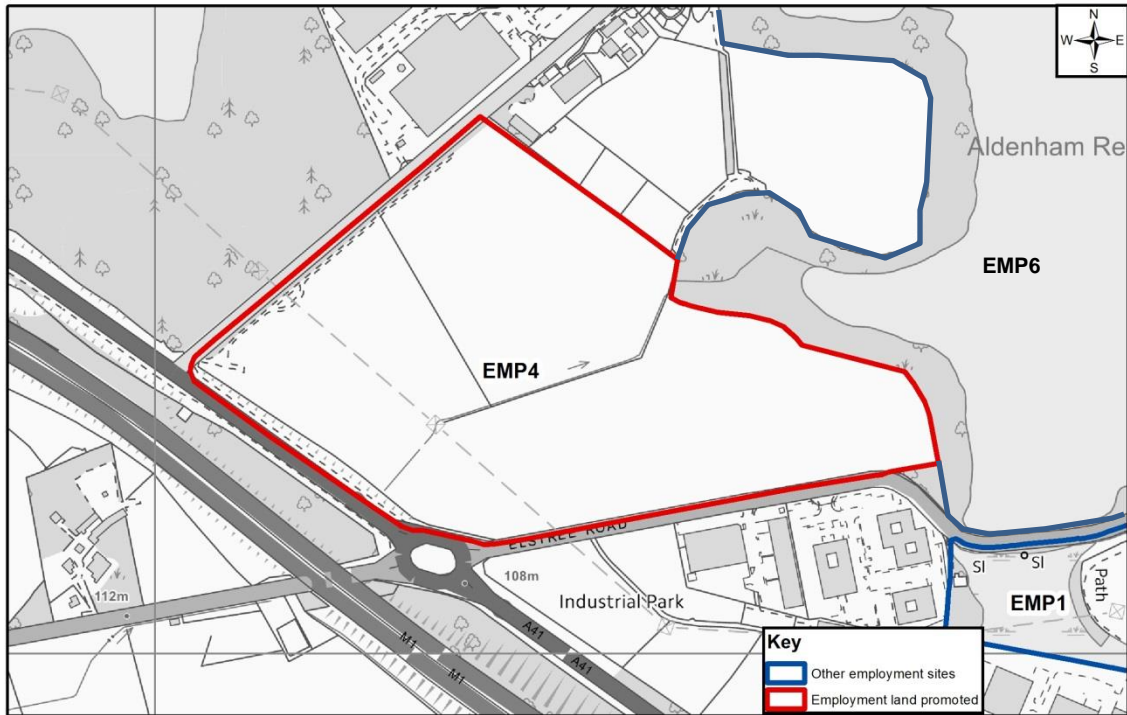 N
W E
S
Aldenham Re
EMP6
EMP4
ELSTREE ROAD
108m
112m
Industrial Park
SI
SI
Path
EMP1
M1
M1
A41
A41
Key
Other employment sites
Employment land promoted